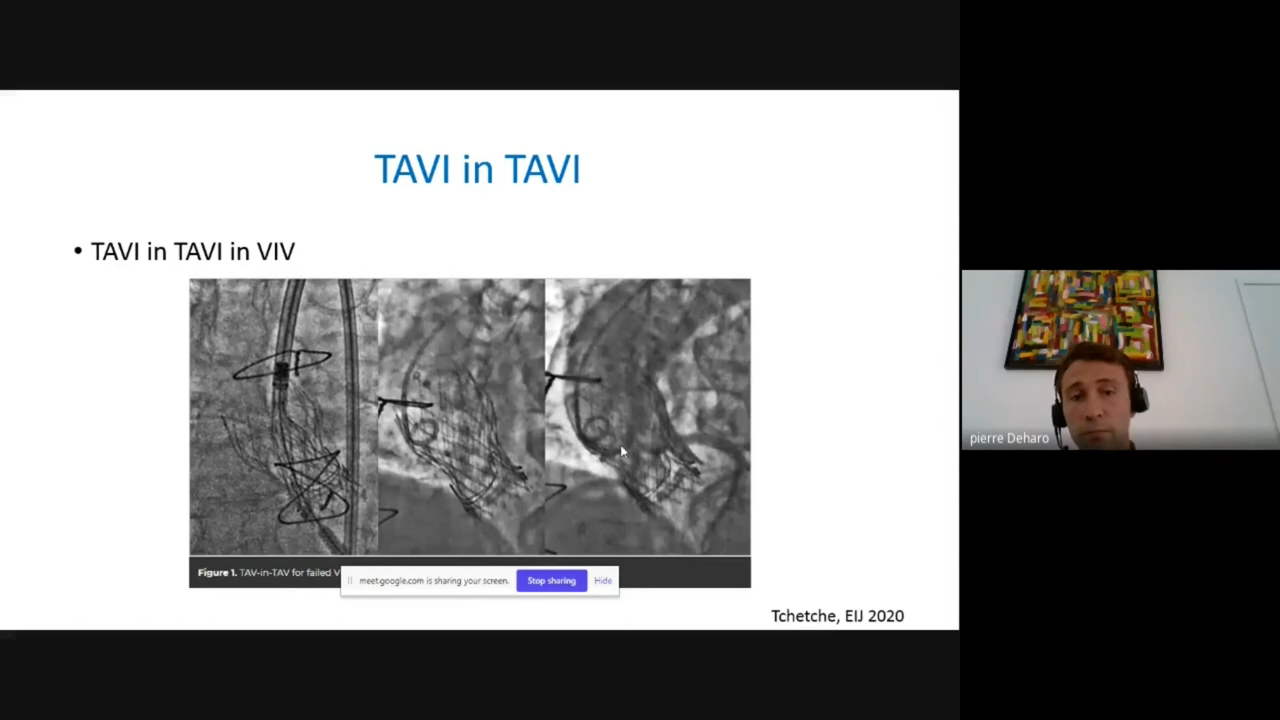 TAVI in TAVI
• TAVI in TAVI in VIV
Figure 1. TAV-in-TAV for failed V
meet.google.com is sharing your screen.
Stop sharing
Hide
Tchetche, EIJ 2020
pierre Deharo